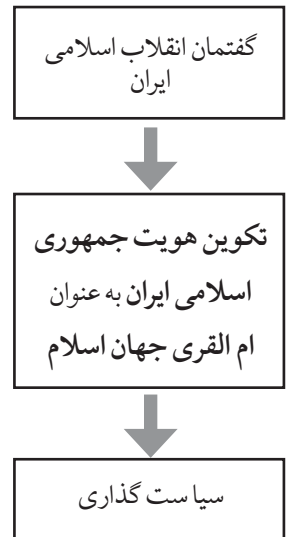 گفتمان انقلاب اسلامی
ایران
تکوین هویت جمهوری
اسلامی ایران به عنوان
ام القری جهان اسلام
سیاست گذاری